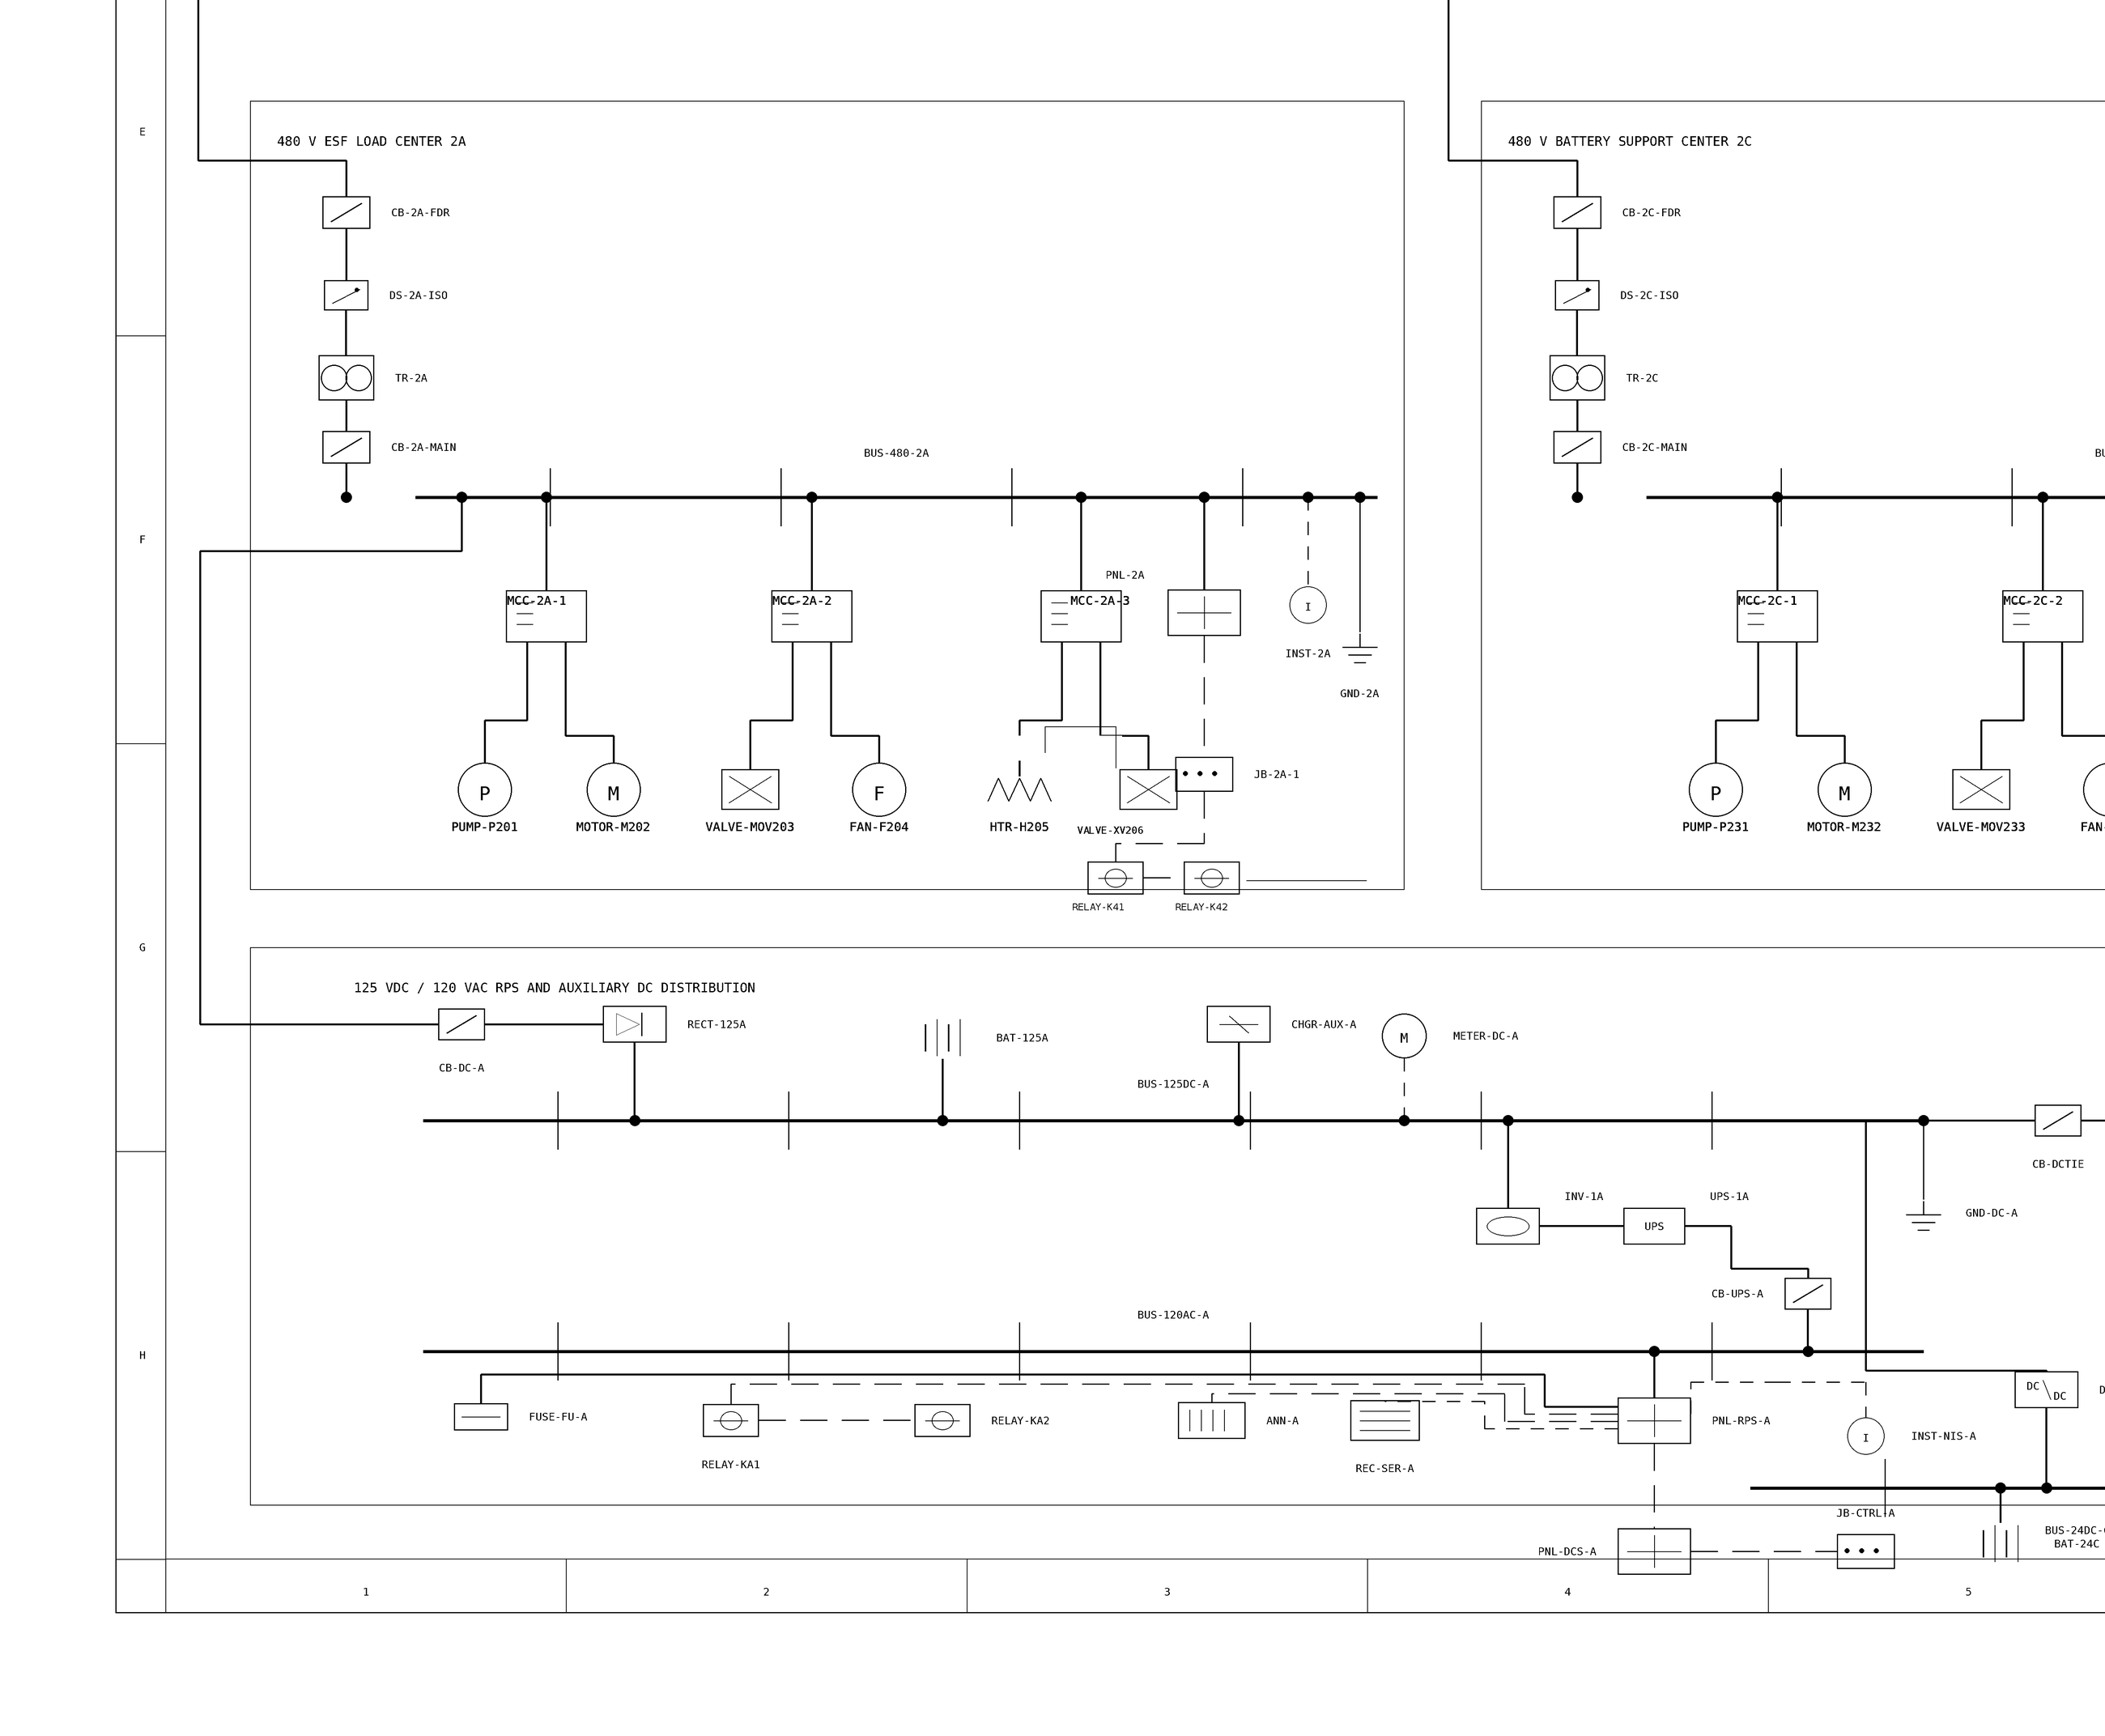 E
480 V ESF LOAD CENTER 2A
480 V BATTERY SUPPORT CENTER 2C
CB-2A-FDR
CB-2C-FDR
DS-2A-ISO
DS-2C-ISO
TR-2A
TR-2C
CB-2A-MAIN
BUS-480-2A
CB-2C-MAIN
BU
F
PNL-2A
MCC-2A-1
MCC-2A-2
MCC-2A-3
I
MCC-2C-1
MCC-2C-2
INST-2A
GND-2A
JB-2A-1
P
M
F
P
M
PUMP-P201
MOTOR-M202
VALVE-MOV203
FAN-F204
HTR-H205
VALVE-XV206
PUMP-P231
MOTOR-M232
VALVE-MOV233
FAN-
RELAY-K41
RELAY-K42
G
125 VDC / 120 VAC RPS AND AUXILIARY DC DISTRIBUTION
RECT-125A
BAT-125A
CHGR-AUX-A
M
METER-DC-A
CB-DC-A
BUS-125DC-A
CB-DCTIE
INV-1A
UPS-1A
GND-DC-A
UPS
CB-UPS-A
BUS-120AC-A
H
DC
DC
D
FUSE-FU-A
RELAY-KA2
ANN-A
PNL-RPS-A
I
INST-NIS-A
RELAY-KA1
REC-SER-A
JB-CTRL-A
BUS-24DC-
BAT-24C
PNL-DCS-A
1
2
3
4
5